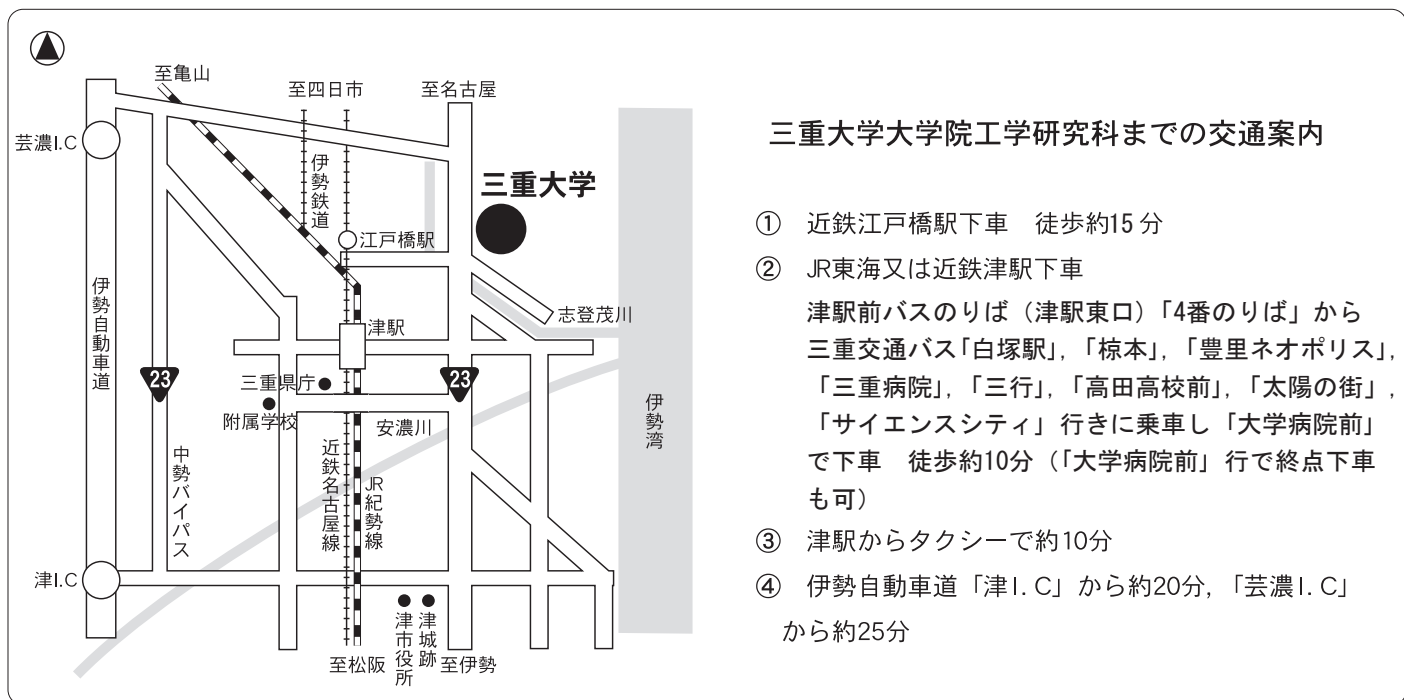 至亀山
至四日市
至名古屋
芸濃I.C
伊勢鉄道
三重大学
江戸橋駅
伊勢自動車道
志登茂川
津駅
23
23
三重県庁
附属学校
安濃川
伊勢湾
中勢バイパス
近鉄名古屋線
JR紀勢線
津I.C
至松阪
津市役所
津城跡
至伊勢
三重大学大学院工学研究科までの交通案内
① 近鉄江戸橋駅下車 徒歩約15分
② JR東海又は近鉄津駅下車
津駅前バスのりば（津駅東口）「4番のりば」から
三重交通バス「白塚駅」，「椋本」，「豊里ネオポリス」，
「三重病院」，「三行」，「高田高校前」，「太陽の街」，
「サイエンスシティ」行きに乗車し「大学病院前」
で下車 徒歩約10分（「大学病院前」行で終点下車
も可）
③ 津駅からタクシーで約10分
④ 伊勢自動車道「津I.C」から約20分，「芸濃I.C」
から約25分